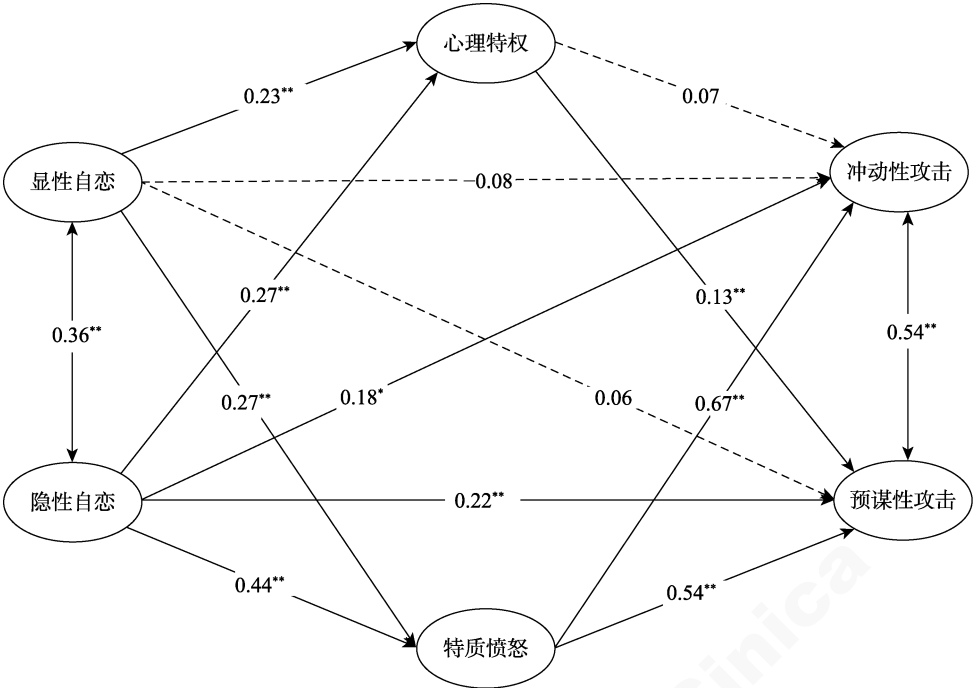 心理特权
0.23**
0.07
显性自恋
-0.08
冲动性攻击
0.27**
0.13**
0.36**
0.54**
0.27**
0.18*
0.06
0.67**
隐性自恋
0.22**
预谋性攻击
0.44**
0.54**
特质愤怒
Sinica